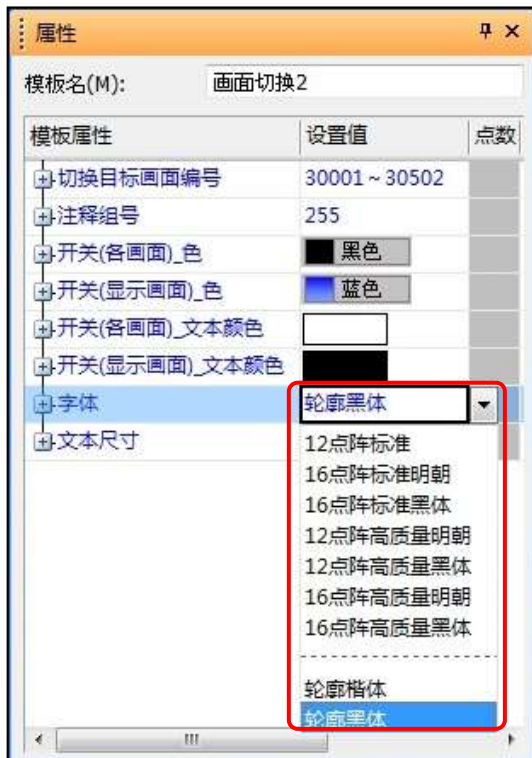 属性
模板名(M): 画面切换2
模板属性 设置值 点数
切换目标画面编号 30001～30502
注释组号 255
开关(各画面)_色 黑色
开关(显示画面)_色 蓝色
开关(各画面)_文本颜色
开关(显示画面)_文本颜色
字体 轮廓黑体
文本尺寸
12点阵标准
16点阵标准明朝
16点阵标准黑体
12点阵高质量明朝
12点阵高质量黑体
16点阵高质量明朝
16点阵高质量黑体
轮廓楷体
轮廓黑体